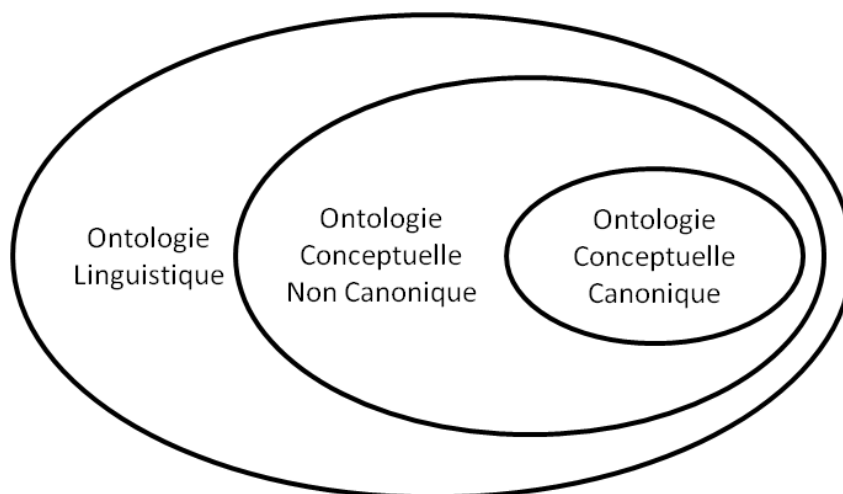 Ontologie
Linguistique
Ontologie
Conceptuelle
Non Canonique
Ontologie
Conceptuelle
Canonique